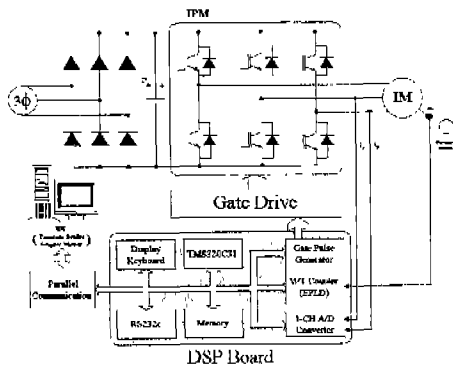 IPM
3ϕ
IM
Gate Drive
Display
Keyboard
TMS320C31
Gate Pulse
Generator
M/T Counter
(EPLD)
Parallel
Communication
RS232c
Memory
A/D
Converter
DSP Board